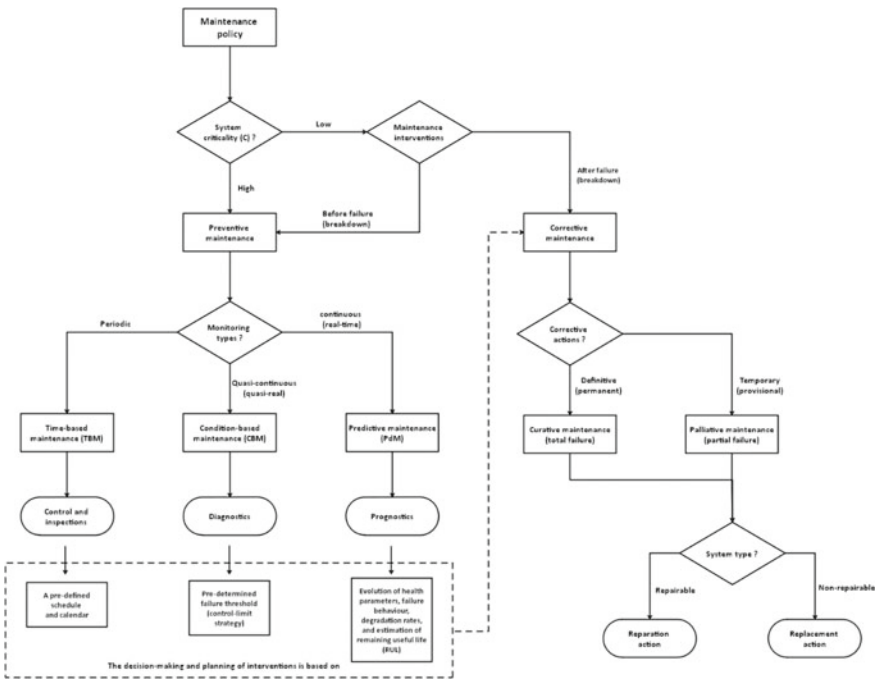 Maintenance
policy
System
criticality (C) ?
Low
Maintenance
interventions
High
After failure
(breakdown)
Before failure
(breakdown)
Preventive
maintenance
Corrective
maintenance
Periodic
Monitoring
types ?
continuous
(real-time)
Corrective
actions ?
Quasi-continuous
(quasi-real)
Definitive
(permanent)
Temporary
(provisional)
Time-based
maintenance (TBM)
Condition-based
maintenance (CBM)
Predictive maintenance
(PdM)
Curative maintenance
(total failure)
Palliative maintenance
(partial failure)
Control and
inspections
Diagnostics
Prognostics
System type ?
Repairable
Non-repairable
A pre-defined
schedule
and calendar
Pre-determined
failure threshold
(control-limit
strategy)
Evolution of health
parameters, failure
behaviour,
degradation rates,
and estimation of
remaining useful life
(RUL)
Reparation
action
Replacement
action
The decision-making and planning of interventions is based on